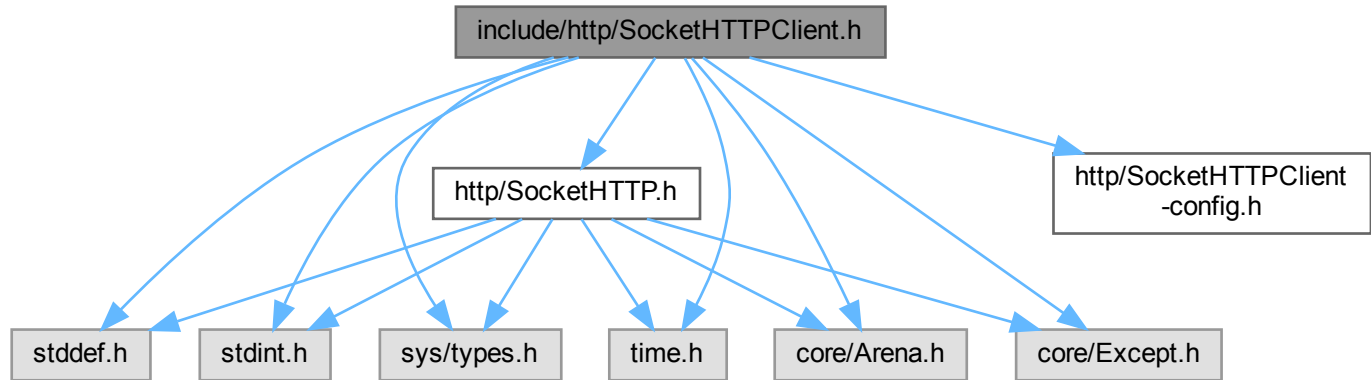 include/http/SocketHTTPClient.h
http/SocketHTTP.h
http/SocketHTTPClient
-config.h
stddef.h
stdint.h
sys/types.h
time.h
core/Arena.h
core/Except.h